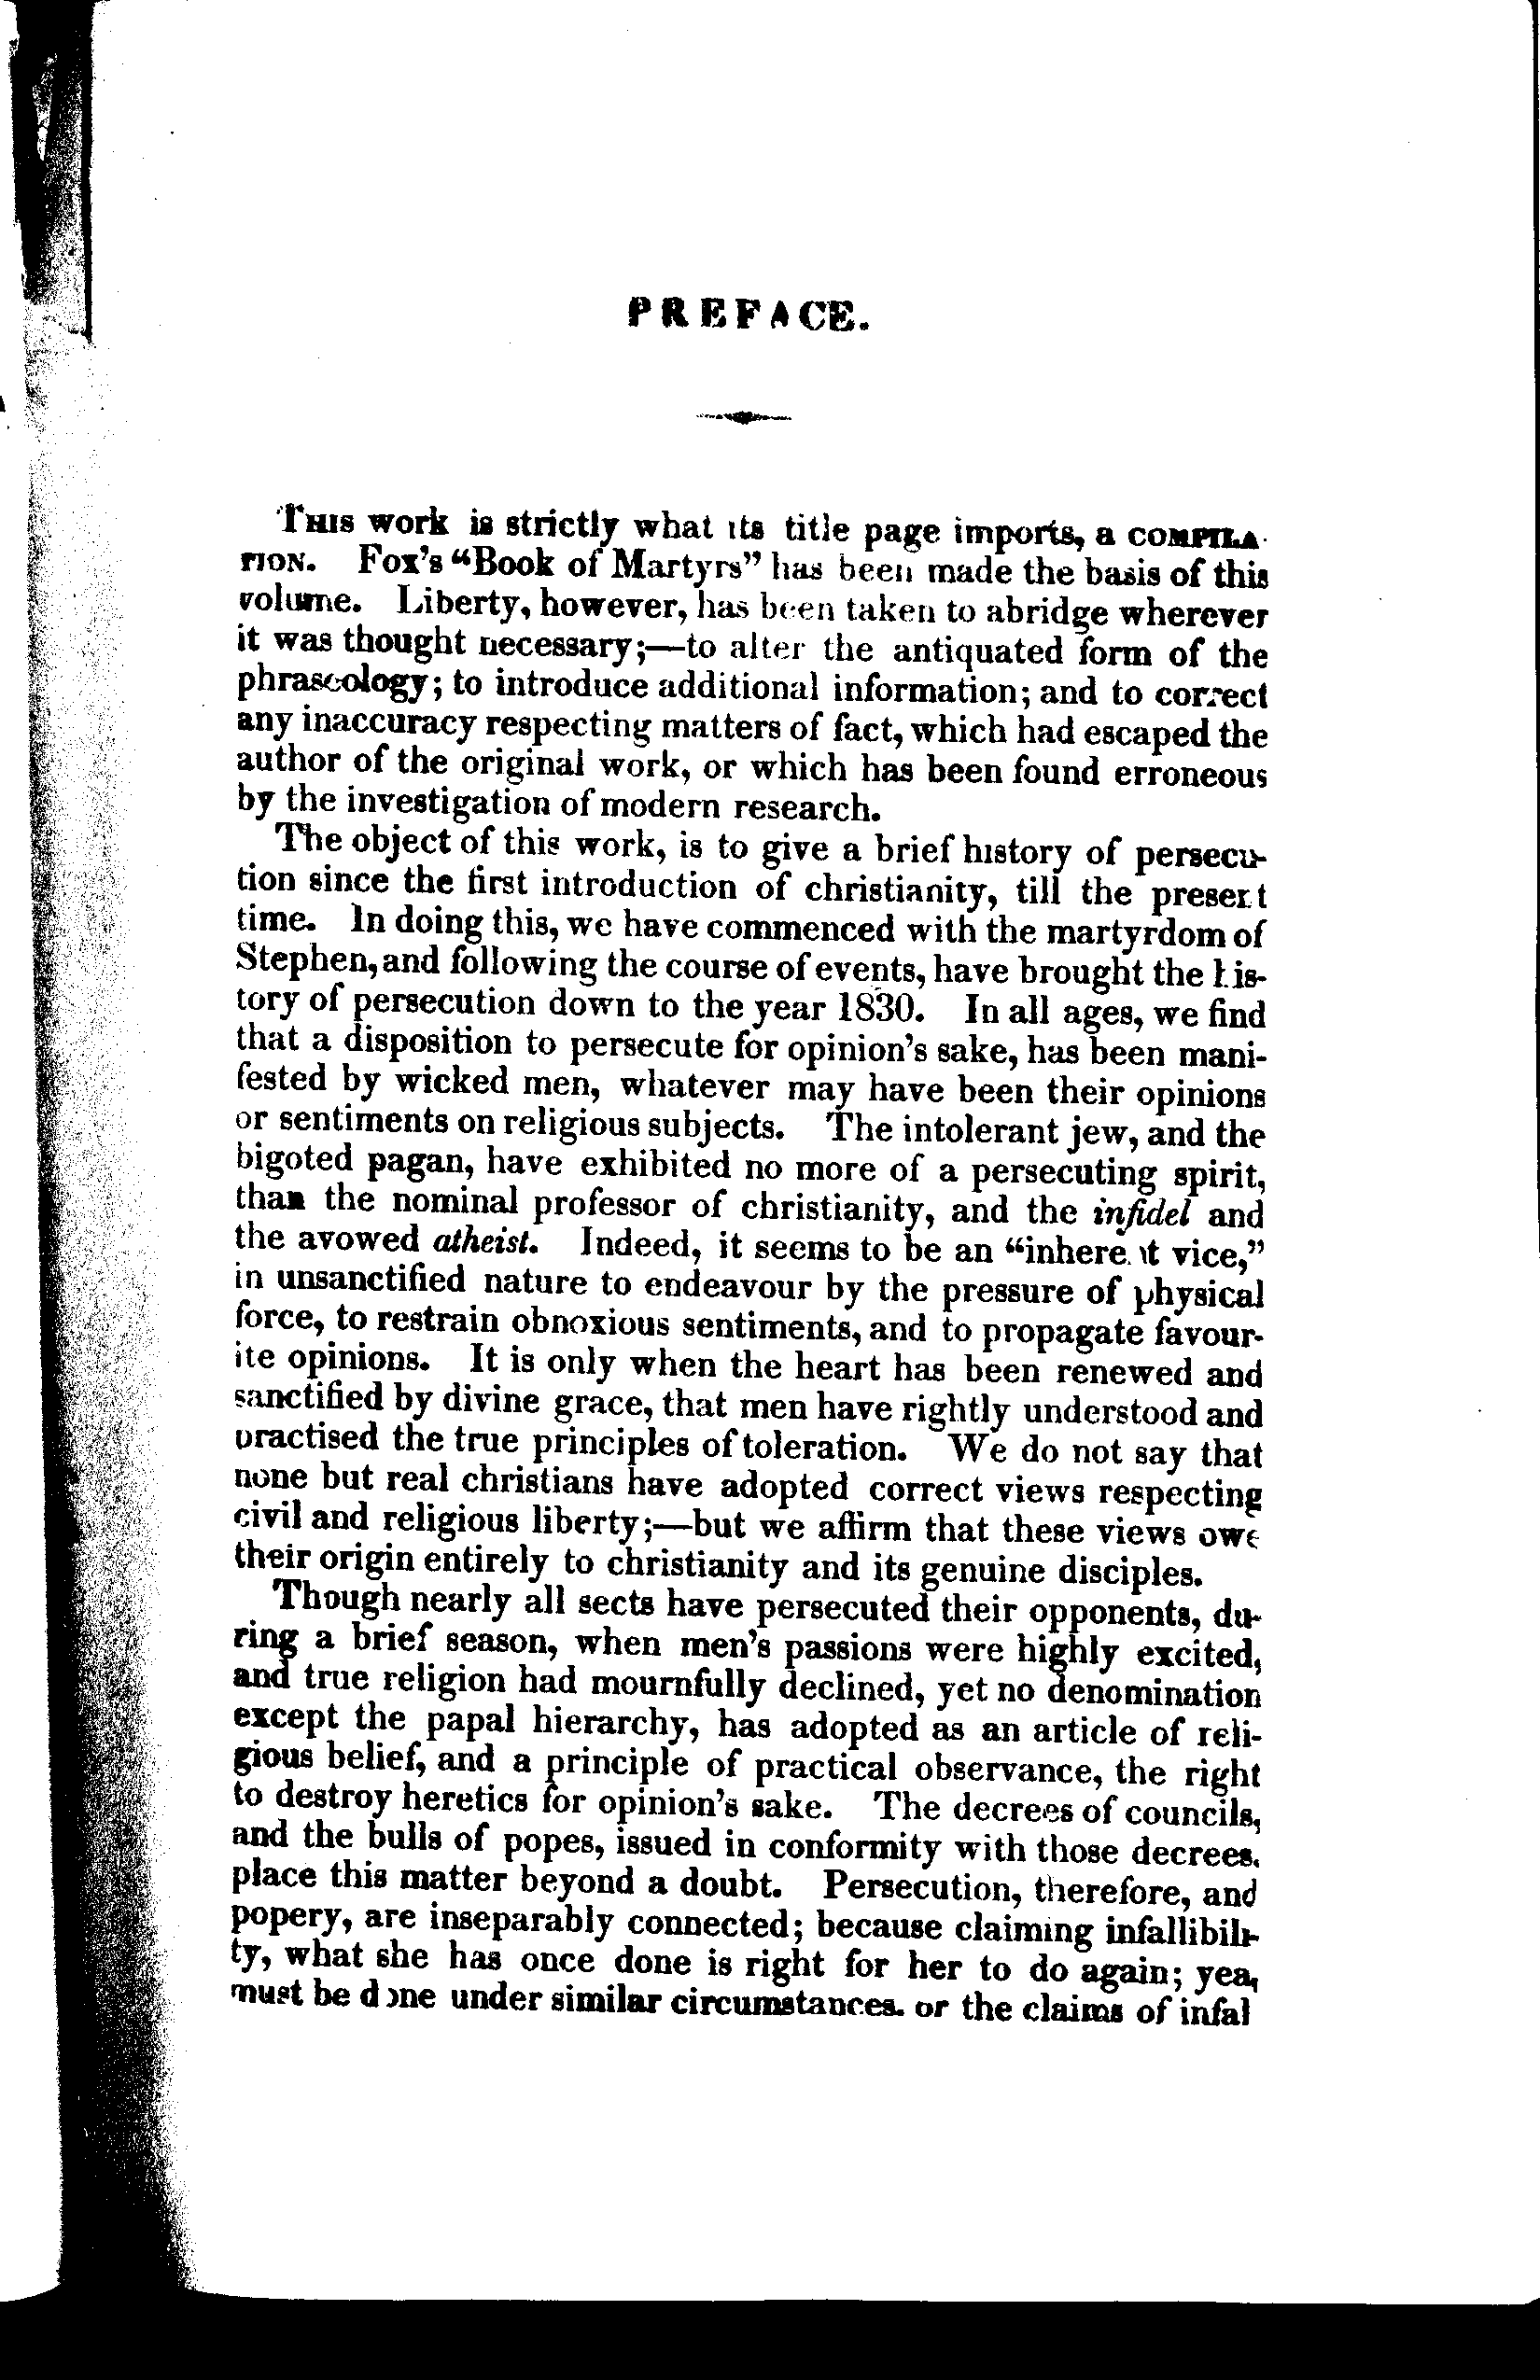 PREFACE.
THIS work is strictly what its title page imports, a COMPILA-
TION. Fox's "Book of Martyrs" has been made the basis of this
volume. Liberty, however, has been taken to abridge wherever
it was thought necessary;—to alter the antiquated form of the
phraseology; to introduce additional information; and to correct
any inaccuracy respecting matters of fact, which had escaped the
author of the original work, or which has been found erroneous
by the investigation of modern research.
The object of this work, is to give a brief history of persecu-
tion since the first introduction of christianity, till the present
time. In doing this, we have commenced with the martyrdom of
Stephen, and following the course of events, have brought the his-
tory of persecution down to the year 1830. In all ages, we find
that a disposition to persecute for opinion's sake, has been mani-
fested by wicked men, whatever may have been their opinions
or sentiments on religious subjects. The intolerant jew, and the
bigoted pagan, have exhibited no more of a persecuting spirit,
than the nominal professor of christianity, and the infidel and
the avowed atheist. Indeed, it seems to be an "inherent vice,"
in unsanctified nature to endeavour by the pressure of physical
force, to restrain obnoxious sentiments, and to propagate favour-
ite opinions. It is only when the heart has been renewed and
sanctified by divine grace, that men have rightly understood and
practised the true principles of toleration. We do not say that
none but real christians have adopted correct views respecting
civil and religious liberty;—but we affirm that these views owe
their origin entirely to christianity and its genuine disciples.
Though nearly all sects have persecuted their opponents, du-
ring a brief season, when men's passions were highly excited,
and true religion had mournfully declined, yet no denomination
except the papal hierarchy, has adopted as an article of reli-
gious belief, and a principle of practical observance, the right
to destroy heretics for opinion's sake. The decrees of councils,
and the bulls of popes, issued in conformity with those decrees,
place this matter beyond a doubt. Persecution, therefore, and
popery, are inseparably connected; because claiming infallibili-
ty, what she has once done is right for her to do again; yea,
must be done under similar circumstances, or the claims of infal